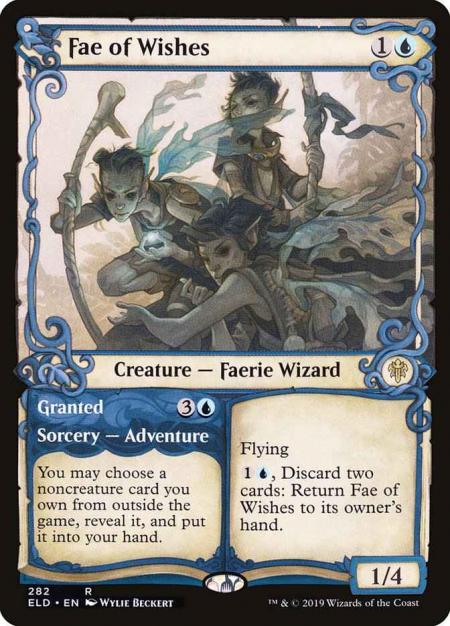 Fae of Wishes 1
Creature — Faerie Wizard
Granted 3
Sorcery — Adventure
You may choose a
noncreature card you
own from outside the
game, reveal it, and put
it into your hand.
Flying
1 , Discard two
cards: Return Fae of
Wishes to its owner's
hand.
1/4
282 R
ELD • EN Wylie Beckert
™ & © 2019 Wizards of the Coast